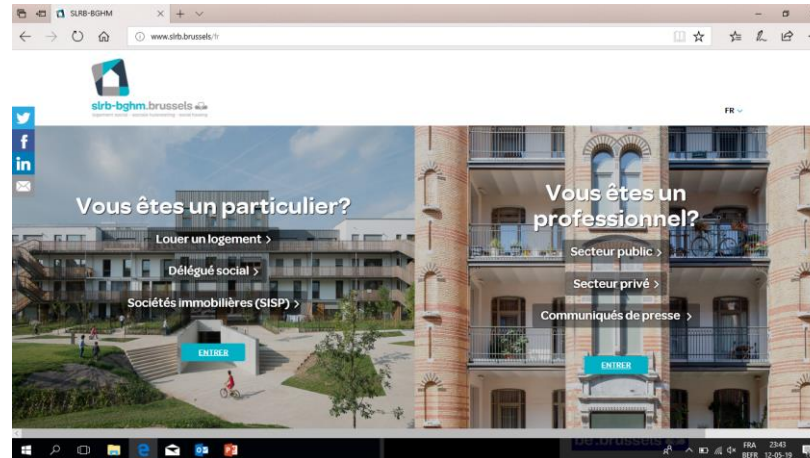 SLRB-BGHM
www.slrb.brussels/fr
slrb-bghm.brussels
FR
Vous êtes un particulier?
Louer un logement >
Délégué social >
Sociétés immobilières (SISP) >
ENTRER
Vous êtes un
professionnel?
Secteur public >
Secteur privé >
Communiqués de presse >
ENTRER
be.brussels
FRA 23:43
BEFR 12-05-19